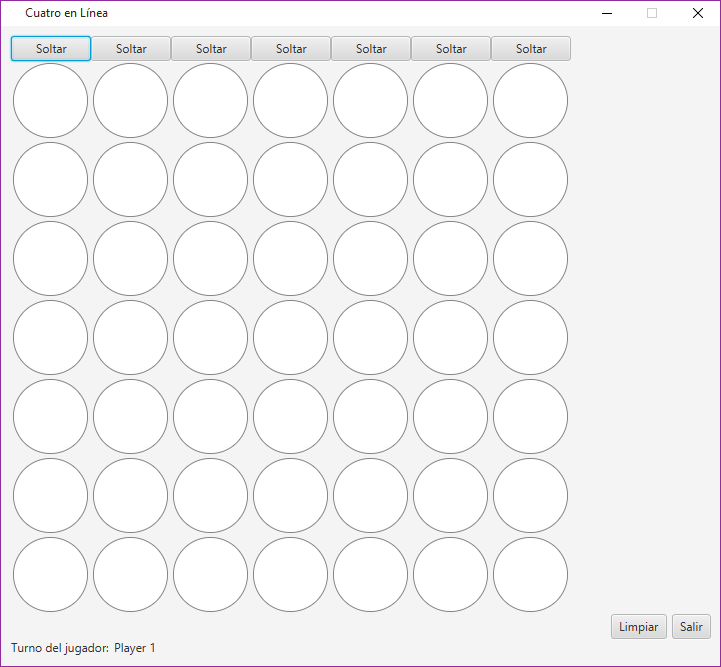 Cuatro en Línea
Soltar Soltar Soltar Soltar Soltar Soltar Soltar
Limpiar Salir
Turno del jugador: Player 1